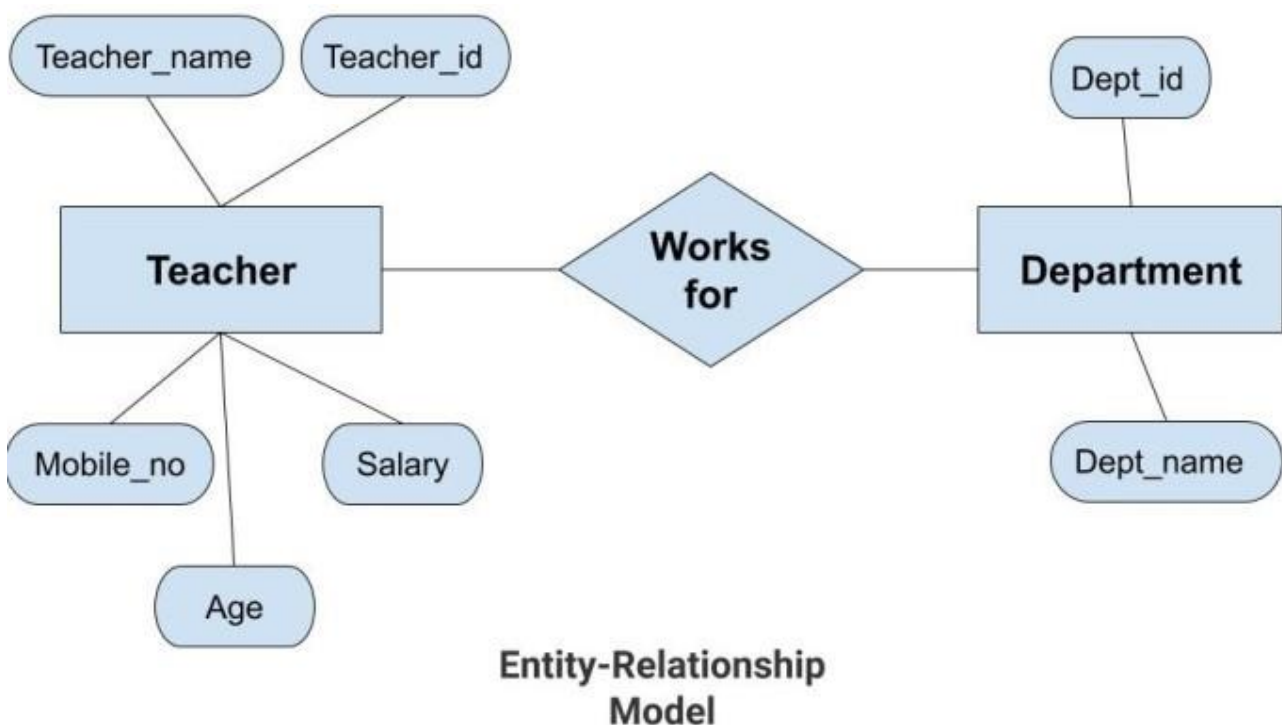 Teacher_name
Teacher_id
Dept_id
Teacher
Works
for
Department
Mobile_no
Salary
Dept_name
Age
Entity-Relationship
Model